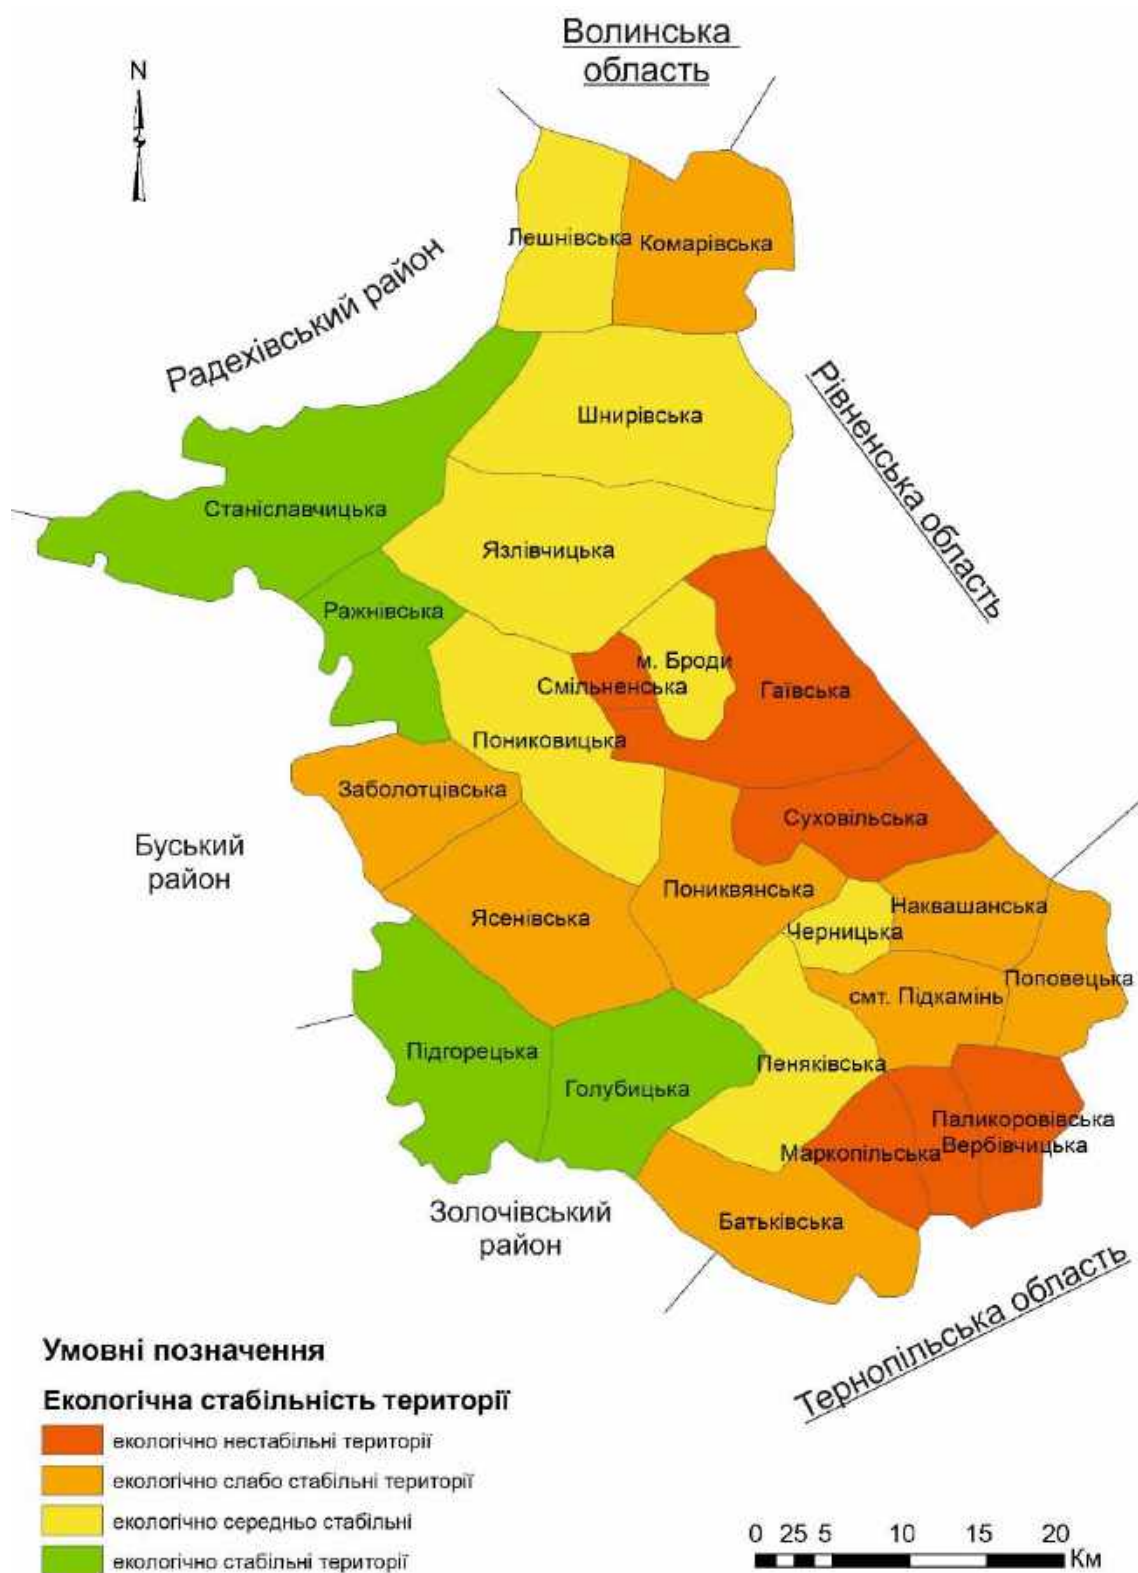 Волинська
область
N
Лешнівська
Комарівська
Радехівський район
Рівненська область
Шнирівська
Станіславчицька
Язлівчицька
Ражнівська
м. Броди
Смільненська
Гаївська
Пониковицька
Заболотцівська
Суховільська
Буський
район
Пониквянська
Наквашанська
Ясенівська
Черницька
Поповецька
смт. Підкамінь
Підгорецька
Пеняківська
Голубицька
Паликоровівська
Вербівчицька
Маркопільська
Золочівський
район
Батьківська
Тернопільська область
Умовні позначення
Екологічна стабільність території
екологічно нестабільні території
екологічно слабо стабільні території
екологічно середньо стабільні
екологічно стабільні території
0 25 5 10 15 20
Км